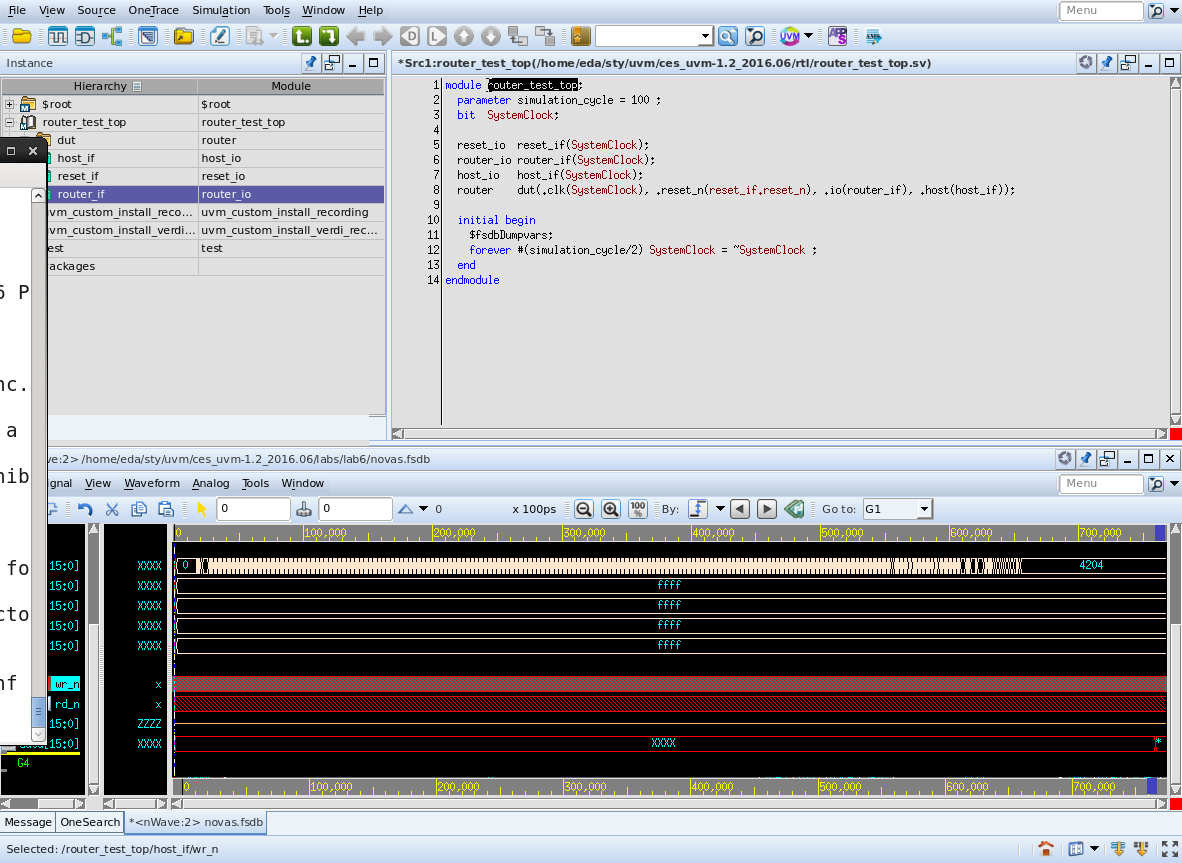 File View Source OneTrace Simulation Tools Window Help
Menu
Instance
*Src1:router_test_top(/home/eda/sty/uvm/ces_uvm-1.2_2016.06/rtl/router_test_top.sv)
Hierarchy Module
$root $root
router_test_top router_test_top
dut router
host_if host_io
reset_if reset_io
router_if router_io
vm_custom_install_reco... uvm_custom_install_recording
vm_custom_install_verdi... uvm_custom_install_verdi_rec...
est test
ackages
1 module router_test_top;
2 parameter simulation_cycle = 100 ;
3 bit SystemClock;
4
5 reset_io reset_if(SystemClock);
6 router_io router_if(SystemClock);
7 host_io host_if(SystemClock);
8 router dut(.clk(SystemClock), .reset_n(reset_if.reset_n), .io(router_if), .host(host_if));
9
10 initial begin
11 $fsdbDumpvars;
12 forever #(simulation_cycle/2) SystemClock = ~SystemClock ;
13 end
14 endmodule
6 P
nc.
a
nib
fo
cto
nf
ve:2> /home/eda/sty/uvm/ces_uvm-1.2_2016.06/labs/lab6/novas.fsdb
gnal View Waveform Analog Tools Window
Menu
0 0 0 x 100ps 100% By: Go to: G1
0 100,000 200,000 300,000 400,000 500,000 600,000 700,000
15:0] XXXX 0 4204
15:0] XXXX ffff
15:0] XXXX ffff
15:0] XXXX ffff
15:0] XXXX ffff
wr_n x
rd_n x
15:0] ZZZZ
data[15:0] XXXX XXXX *
G4
0 100,000 200,000 300,000 400,000 500,000 600,000 700,000
Message OneSearch *<nWave:2> novas.fsdb
Selected: /router_test_top/host_if/wr_n